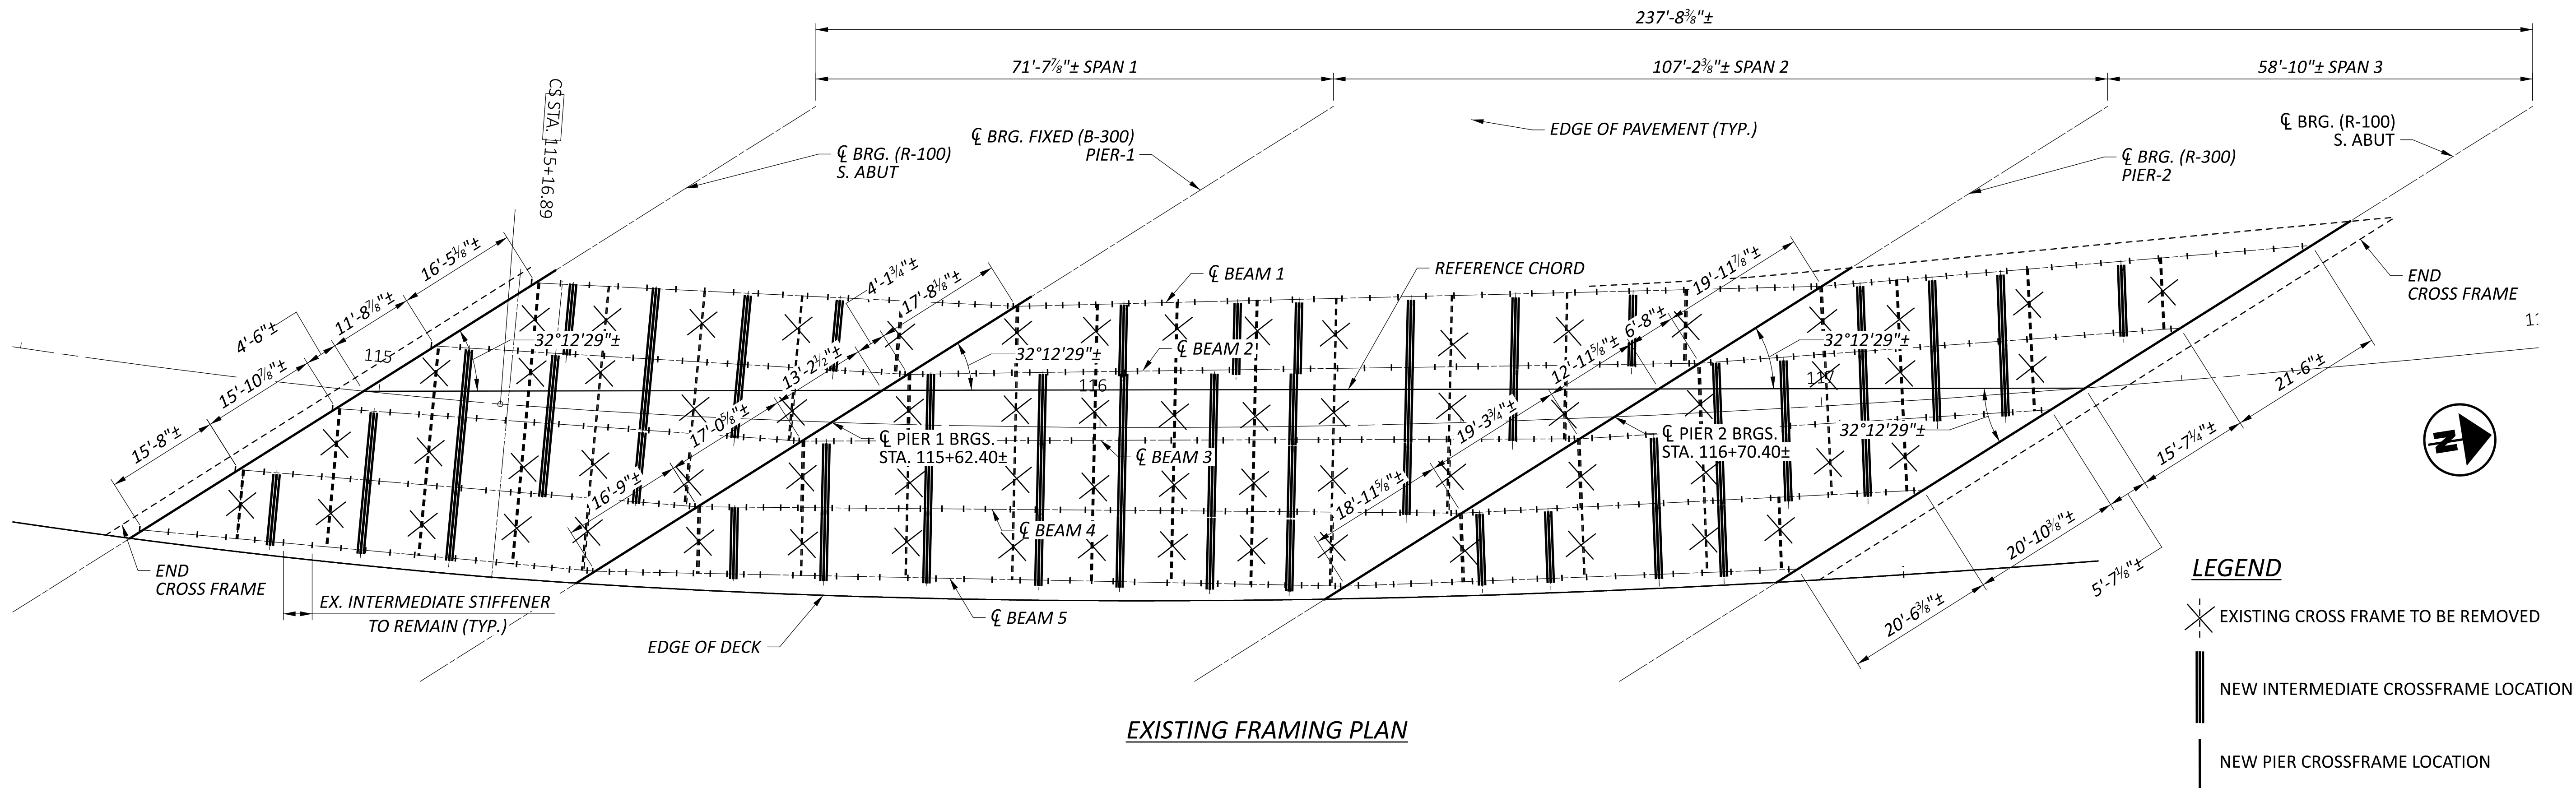 237'-8⅜"±
71'-7⅞"± SPAN 1
107'-2⅜"± SPAN 2
58'-10"± SPAN 3
CS STA. 115+16.89
℄ BRG. (R-100)
S. ABUT
℄ BRG. FIXED (B-300)
PIER-1
EDGE OF PAVEMENT (TYP.)
℄ BRG. (R-300)
PIER-2
℄ BRG. (R-100)
S. ABUT
16'-5⅛"±
11'-8⅞"±
4'-6"±
15'-10⅞"±
15'-8"±
115
32°12'29"±
4'-1¾"±
17'-8⅛"±
13'-2½"±
17'-0⅝"±
16'-9"±
32°12'29"±
℄ BEAM 1
REFERENCE CHORD
℄ BEAM 2
116
℄ PIER 1 BRGS.
STA. 115+62.40±
℄ BEAM 3
℄ BEAM 4
℄ BEAM 5
19'-11⅞"±
6'-8"±
12'-11⅝"±
19'-3¾"±
18'-11⅝"±
32°12'29"±
117
℄ PIER 2 BRGS.
STA. 116+70.40±
32°12'29"±
END
CROSS FRAME
21'-6"±
15'-7¼"±
5'-7⅛"±
20'-10⅜"±
20'-6⅜"±
11
N
END
CROSS FRAME
EX. INTERMEDIATE STIFFENER
TO REMAIN (TYP.)
EDGE OF DECK
LEGEND
EXISTING CROSS FRAME TO BE REMOVED
NEW INTERMEDIATE CROSSFRAME LOCATION
NEW PIER CROSSFRAME LOCATION
EXISTING FRAMING PLAN